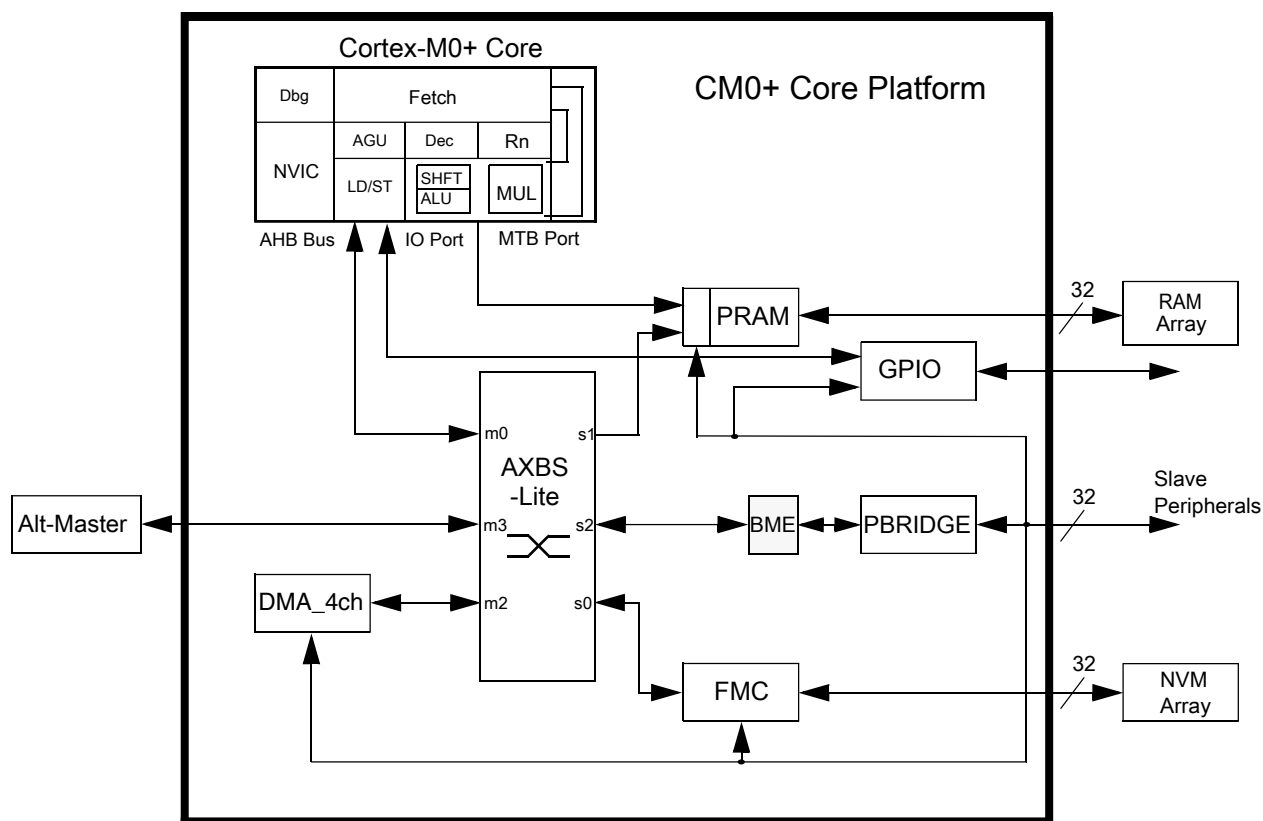 Cortex-M0+ Core
CM0+ Core Platform
Dbg
Fetch
AGU
Dec
Rn
NVIC
LD/ST
SHFT
ALU
MUL
AHB Bus
IO Port
MTB Port
PRAM
32
RAM
Array
GPIO
m0
s1
AXBS
-Lite
Alt-Master
m3
s2
BME
PBRIDGE
32
Slave
Peripherals
DMA_4ch
m2
s0
FMC
32
NVM
Array